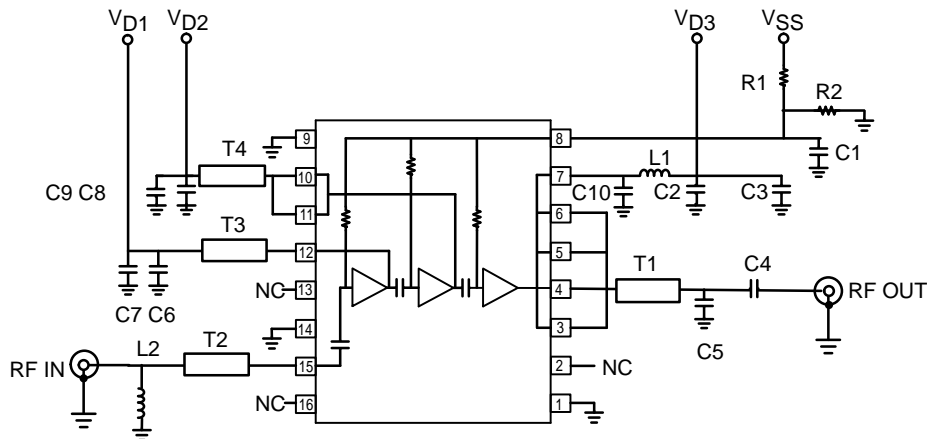 VD1 VD2 VD3 VSS
R1
R2
T4
9
8
C1
L1
10
7
C9 C8
C10
C2
C3
11
6
T3
12
5
T1
C4
NC
13
4
RF OUT
C7 C6
14
3
C5
L2
T2
RF IN
15
2
NC
NC
16
1